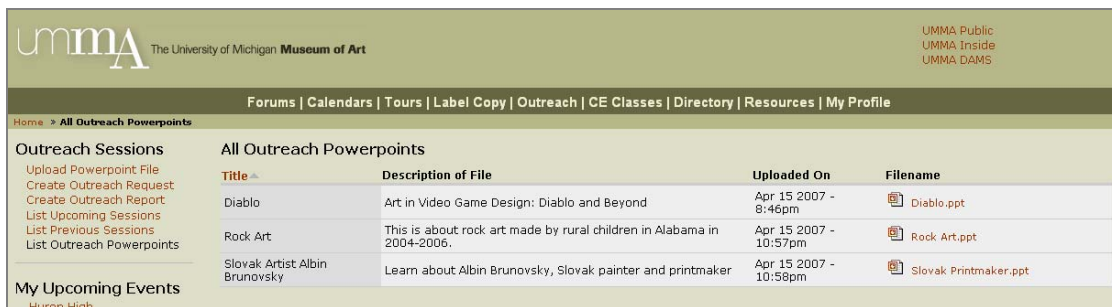 umma The University of Michigan Museum of Art
UMMA Public
UMMA Inside
UMMA DAMS
Forums | Calendars | Tours | Label Copy | Outreach | CE Classes | Directory | Resources | My Profile
Home » All Outreach Powerpoints
Outreach Sessions
Upload Powerpoint File
Create Outreach Request
Create Outreach Report
List Upcoming Sessions
List Previous Sessions
List Outreach Powerpoints
My Upcoming Events
Huron High
All Outreach Powerpoints
Title Description of File Uploaded On Filename
Diablo Art in Video Game Design: Diablo and Beyond Apr 15 2007 -
8:46pm Diablo.ppt
Rock Art This is about rock art made by rural children in Alabama in
2004-2006. Apr 15 2007 -
10:57pm Rock Art.ppt
Slovak Artist Albin
Brunovsky Learn about Albin Brunovsky, Slovak painter and printmaker Apr 15 2007 -
10:58pm Slovak Printmaker.ppt